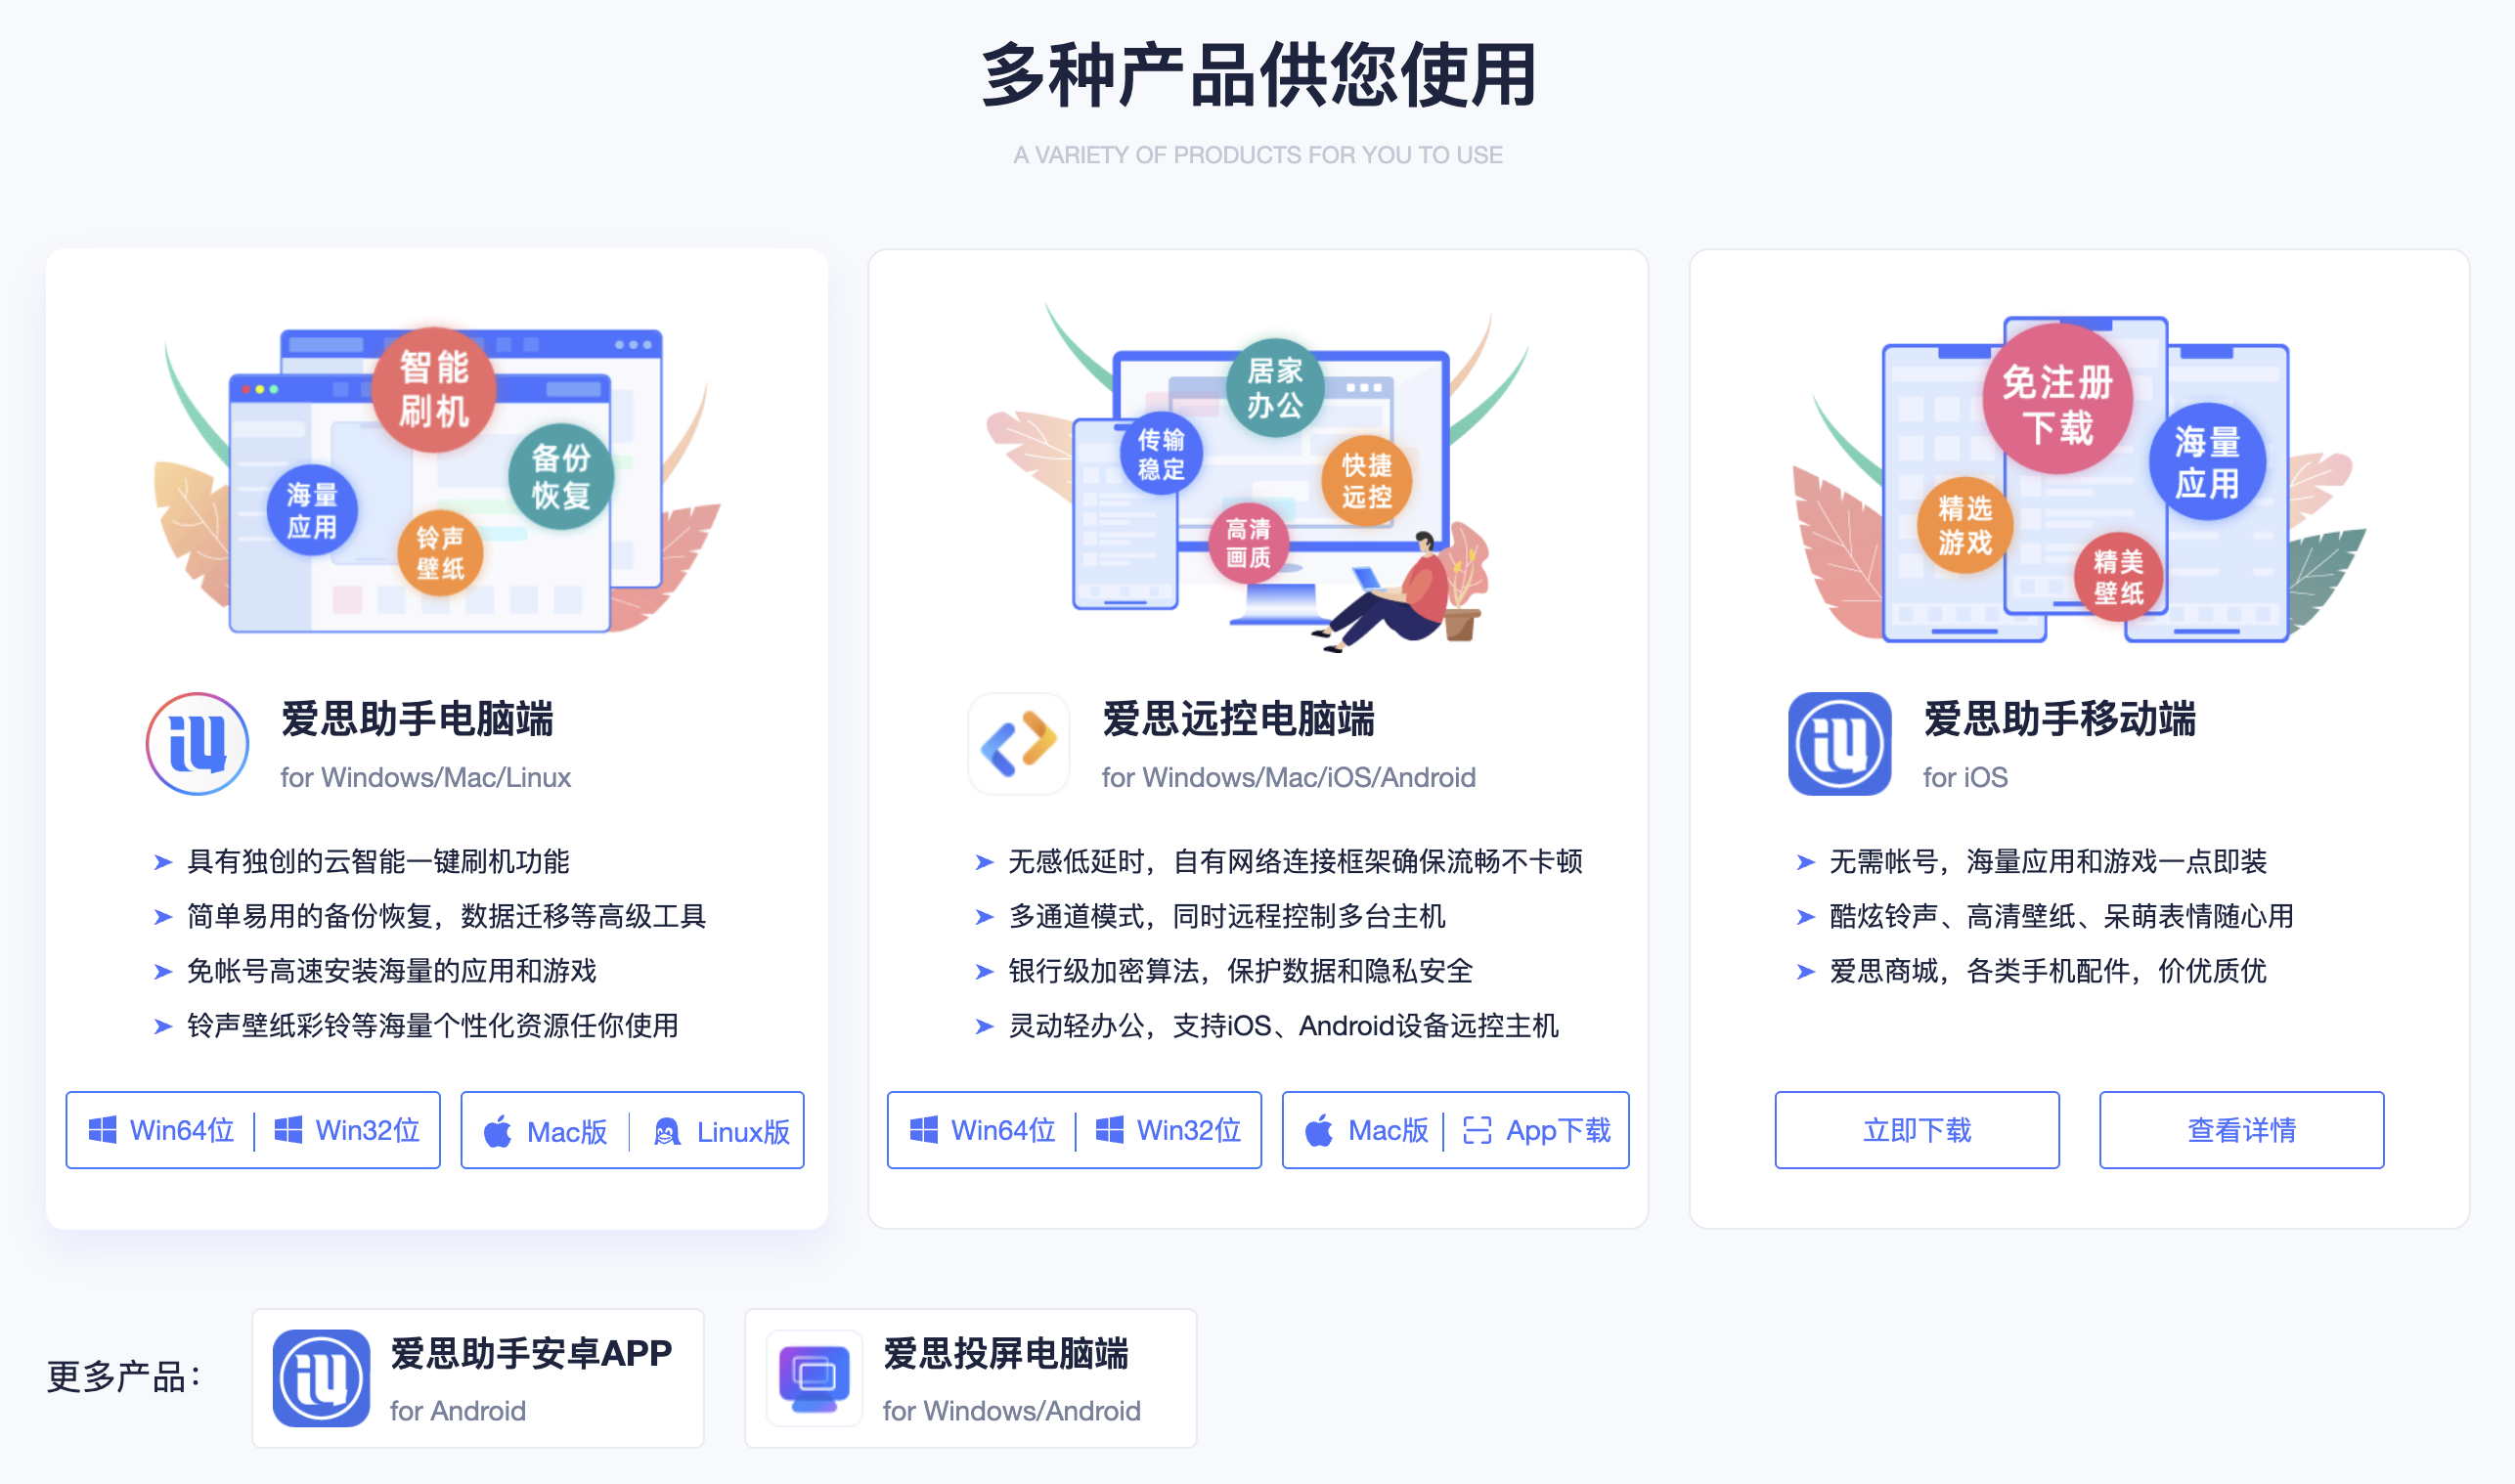 多种产品供您使用
A VARIETY OF PRODUCTS FOR YOU TO USE
智能
刷机
备份
恢复
海量
应用
铃声
壁纸
爱思助手电脑端
for Windows/Mac/Linux
具有独创的云智能一键刷机功能
简单易用的备份恢复，数据迁移等高级工具
免帐号高速安装海量的应用和游戏
铃声壁纸彩铃等海量个性化资源任你使用
Win64位 Win32位 Mac版 Linux版
居家
办公
传输
稳定
快捷
远控
高清
画质
爱思远控电脑端
for Windows/Mac/iOS/Android
无感低延时，自有网络连接框架确保流畅不卡顿
多通道模式，同时远程控制多台主机
银行级加密算法，保护数据和隐私安全
灵动轻办公，支持iOS、Android设备远控主机
Win64位 Win32位 Mac版 App下载
免注册
下载
海量
应用
精选
游戏
精美
壁纸
爱思助手移动端
for iOS
无需帐号，海量应用和游戏一点即装
酷炫铃声、高清壁纸、呆萌表情随心用
爱思商城，各类手机配件，价优质优
立即下载 查看详情
更多产品：
爱思助手安卓APP
for Android
爱思投屏电脑端
for Windows/Android